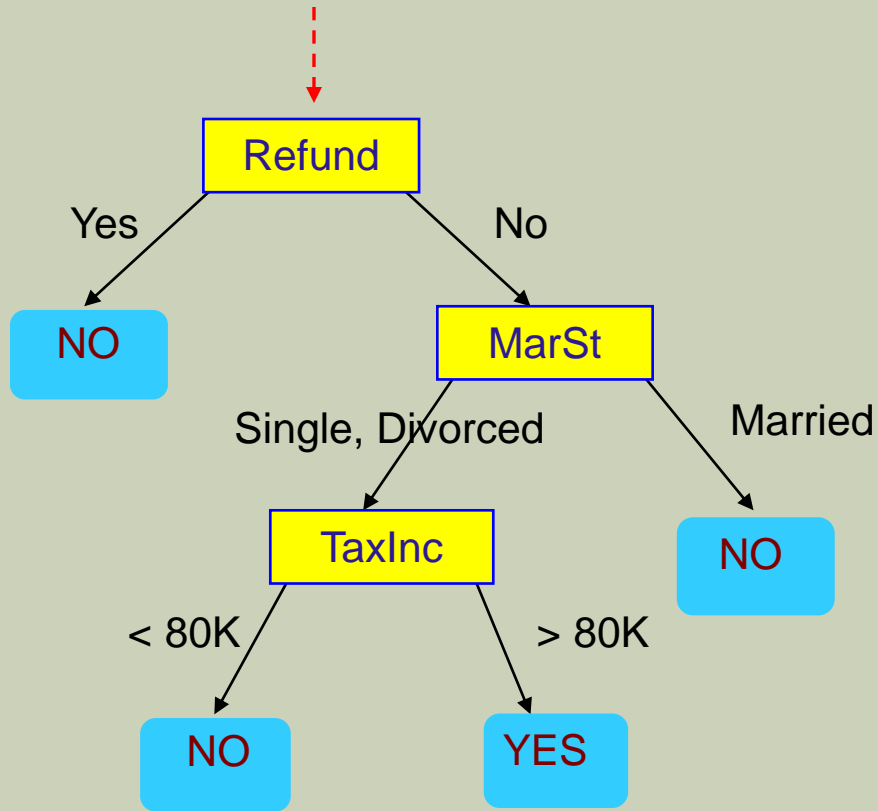 Refund
Yes
No
NO
MarSt
Single, Divorced
Married
TaxInc
NO
< 80K
> 80K
NO
YES